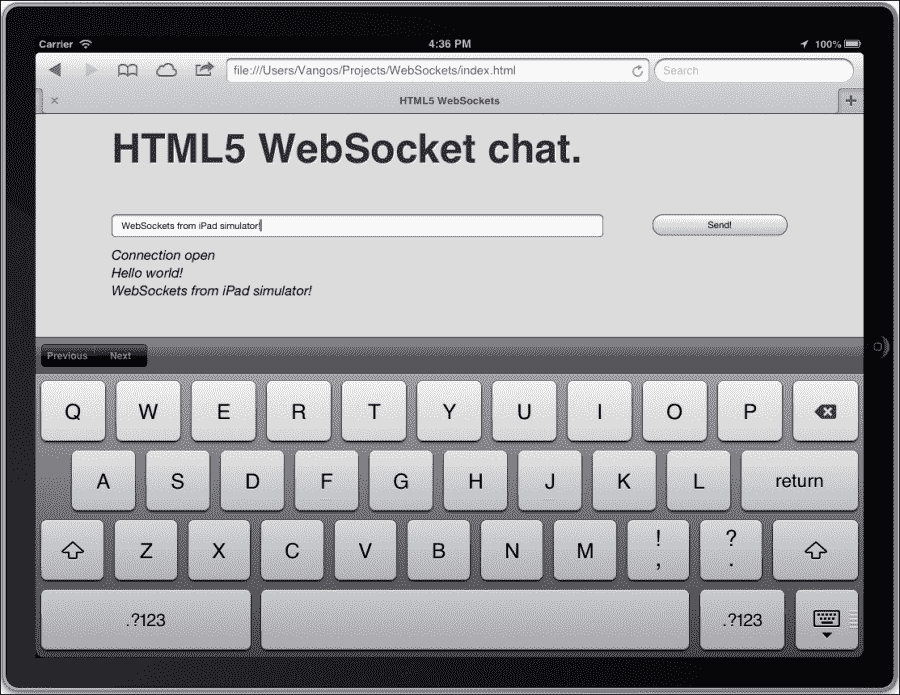 Carrier 4:36 PM 100%
file:///Users/Vangos/Projects/WebSockets/index.html Search
HTML5 WebSockets
HTML5 WebSocket chat.
WebSockets from iPad simulator! Send!
Connection open
Hello world!
WebSockets from iPad simulator!
Previous Next
Q W E R T Y U I O P
A S D F G H J K L return
Z X C V B N M ! , ? .
.?123 .?123